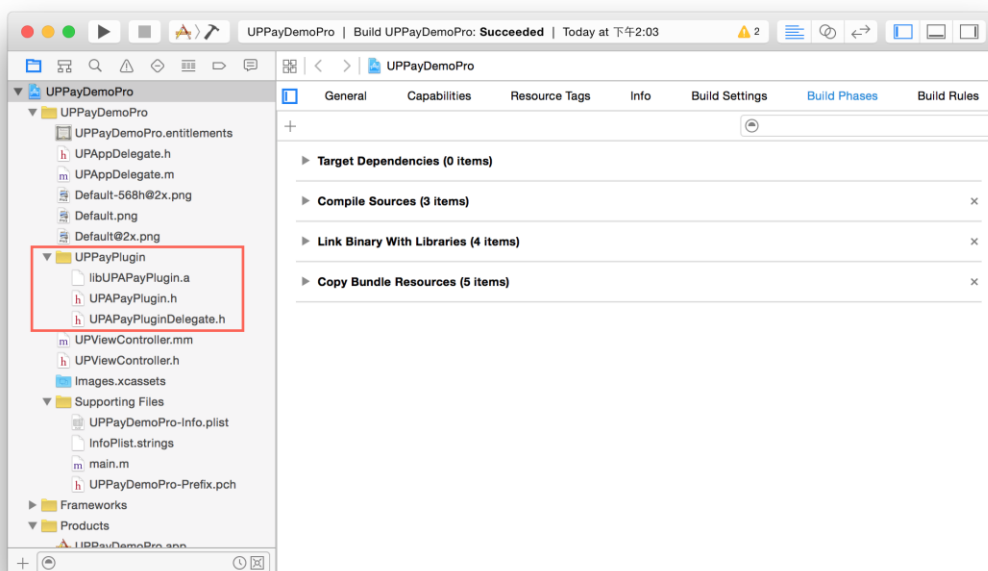 UPPayDemoPro | Build UPPayDemoPro: Succeeded | Today at 下午2:03
2
UPPayDemoPro
General Capabilities Resource Tags Info Build Settings Build Phases Build Rules
Target Dependencies (0 items)
Compile Sources (3 items)
Link Binary With Libraries (4 items)
Copy Bundle Resources (5 items)
UPPayDemoPro
UPPayDemoPro
UPPayDemoPro.entitlements
h UPAppDelegate.h
m UPAppDelegate.m
Default-568h@2x.png
Default.png
Default@2x.png
UPPayPlugin
libUPAPayPlugin.a
h UPAPayPlugin.h
h UPAPayPluginDelegate.h
m UPViewController.mm
h UPViewController.h
Images.xcassets
Supporting Files
UPPayDemoPro-Info.plist
InfoPlist.strings
m main.m
h UPPayDemoPro-Prefix.pch
Frameworks
Products
UPPayDemoPro.app